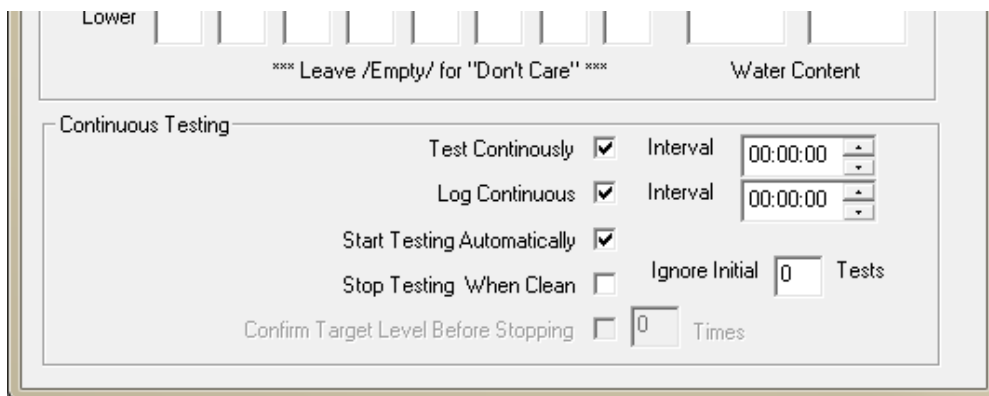 Lower
*** Leave /Empty/ for "Don't Care" *** Water Content
Continuous Testing
Test Continously Interval 00:00:00
Log Continuous Interval 00:00:00
Start Testing Automatically
Stop Testing When Clean Ignore Initial 0 Tests
Confirm Target Level Before Stopping 0 Times